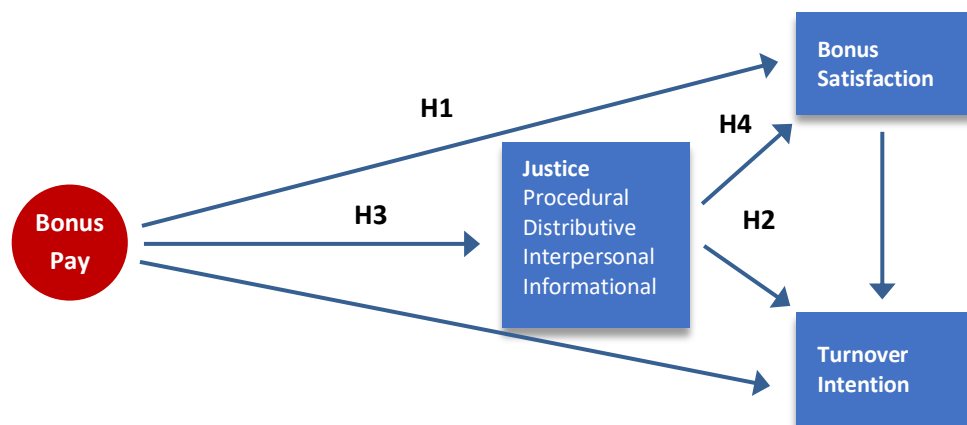 Bonus
Satisfaction
H1
H4
Justice
Procedural
Distributive
Interpersonal
Informational
H3
H2
Bonus
Pay
Turnover
Intention